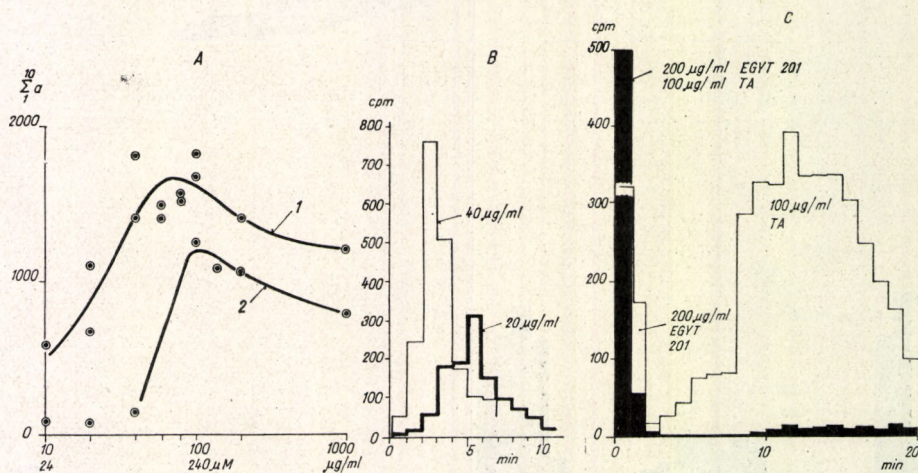 A
10
Σ a
1
2000
1000
0
1
2
10
100
1000
24
240 μM
μg/ml
B
cpm
800
700
600
500
400
300
200
100
0
40 μg/ml
20 μg/ml
0
5
10
min
C
cpm
500
400
300
200
100
0
200 μg/ml EGYT 201
100 μg/ml TA
100 μg/ml
TA
200 μg/ml
EGYT
201
0
10
20
min